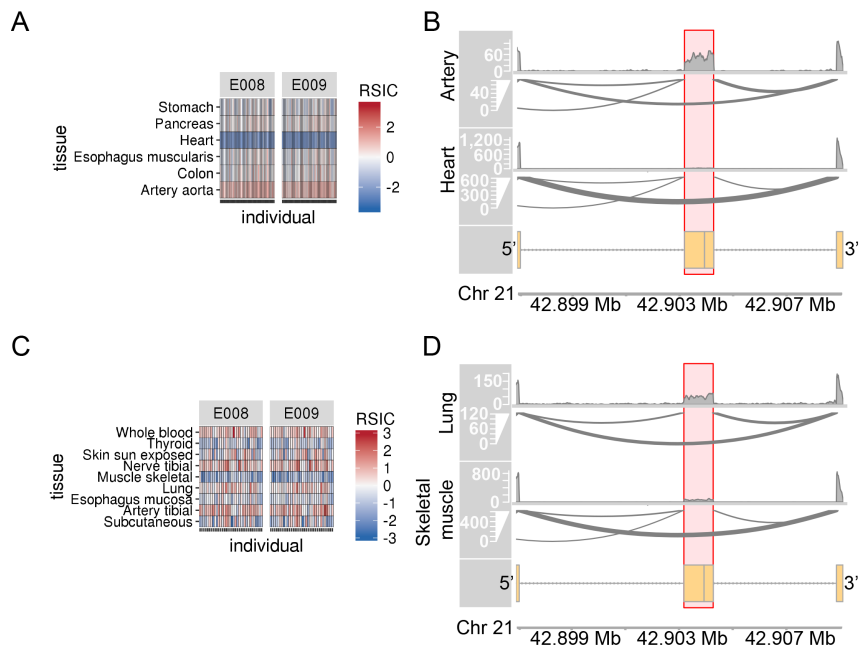 A
E008
E009
RSIC
Stomach
Pancreas
Heart
Esophagus muscularis
Colon
Artery aorta
tissue
individual
2
0
-2
B
Artery
60
0
40
0
Heart
1,200
600
0
600
300
0
5’
3’
Chr 21
42.899 Mb
42.903 Mb
42.907 Mb
C
E008
E009
RSIC
Whole blood
Thyroid
Skin sun exposed
Nerve tibial
Muscle skeletal
Lung
Esophagus mucosa
Artery tibial
Subcutaneous
tissue
individual
3
2
1
0
-1
-2
-3
D
Lung
150
0
120
60
0
Skeletal
muscle
800
0
400
0
5’
3’
Chr 21
42.899 Mb
42.903 Mb
42.907 Mb